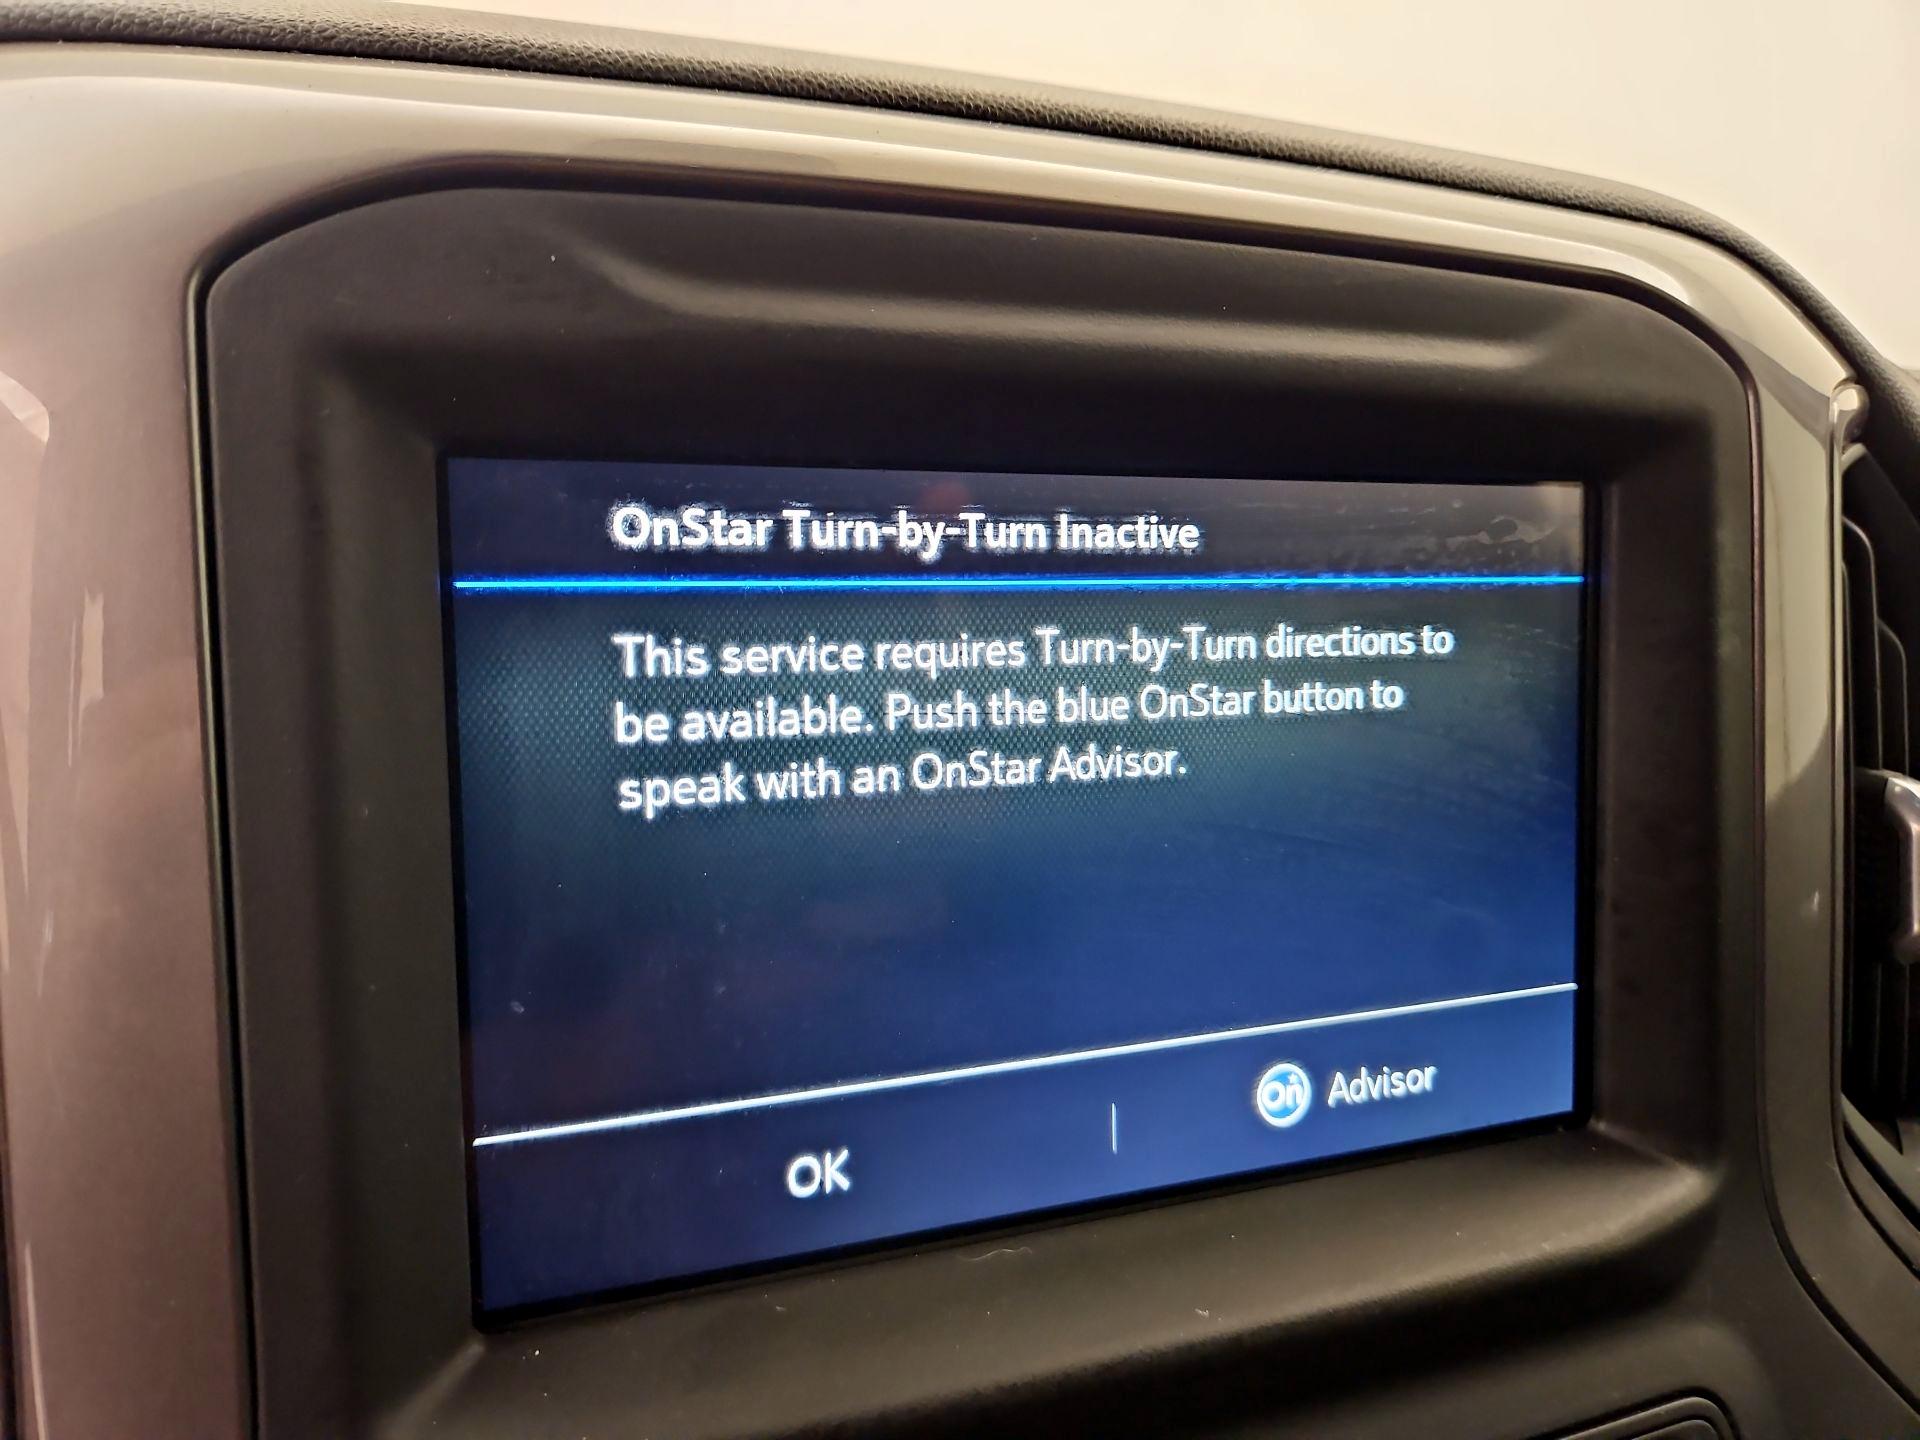 OnStar Turn-by-Turn Inactive
This service requires Turn-by-Turn directions to
be available. Push the blue OnStar button to
speak with an OnStar Advisor.
OK
On Advisor